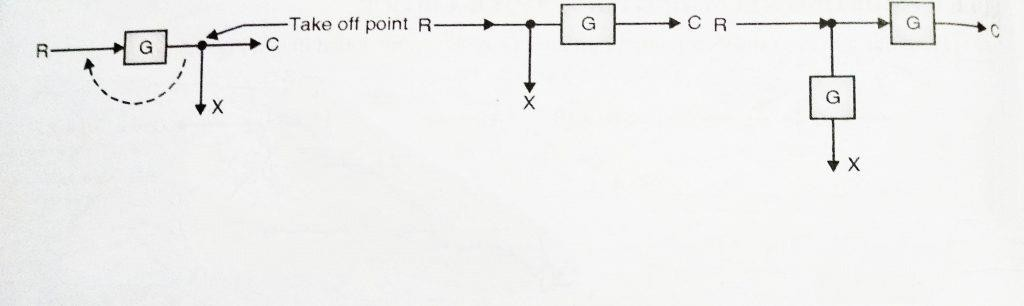 Take off point R G C R G
R G C C
X X
G
X